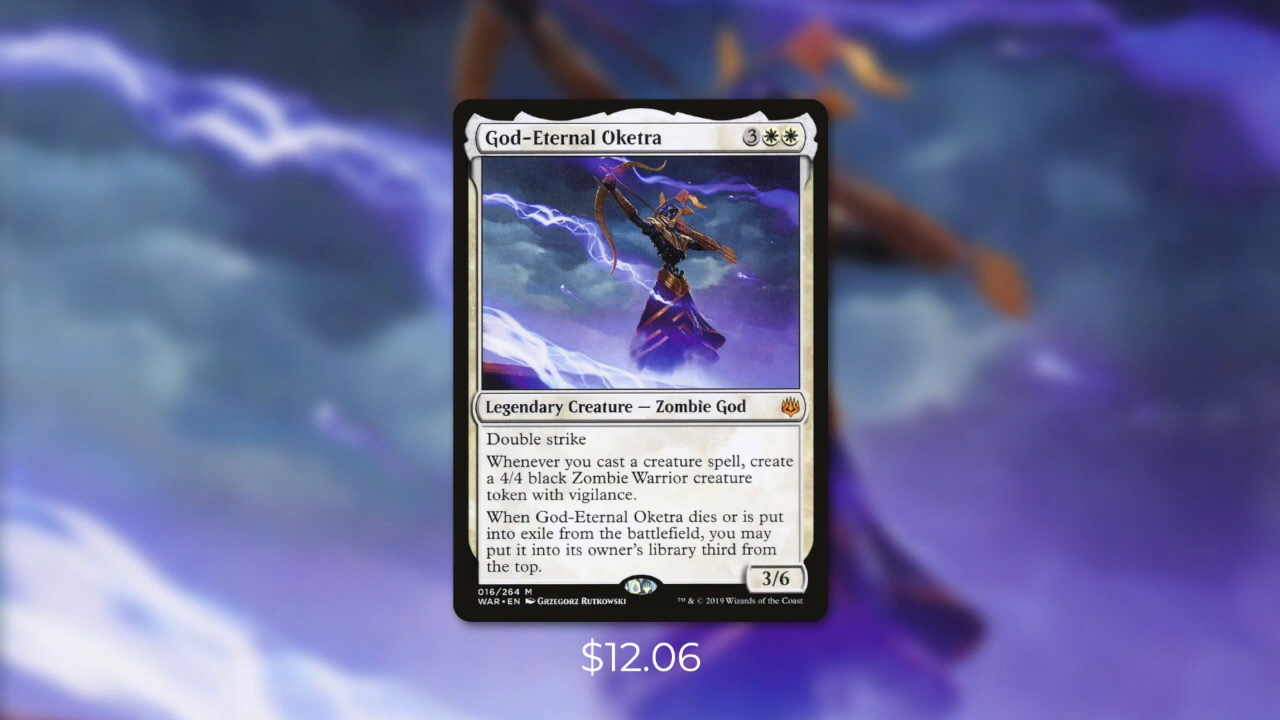 God-Eternal Oketra 3
Legendary Creature — Zombie God
Double strike
Whenever you cast a creature spell, create
a 4/4 black Zombie Warrior creature
token with vigilance.
When God-Eternal Oketra dies or is put
into exile from the battlefield, you may
put it into its owner's library third from
the top.
3/6
016/264 M
WAR • EN Grzegorz Rutkowski
™ & © 2019 Wizards of the Coast
$12.06